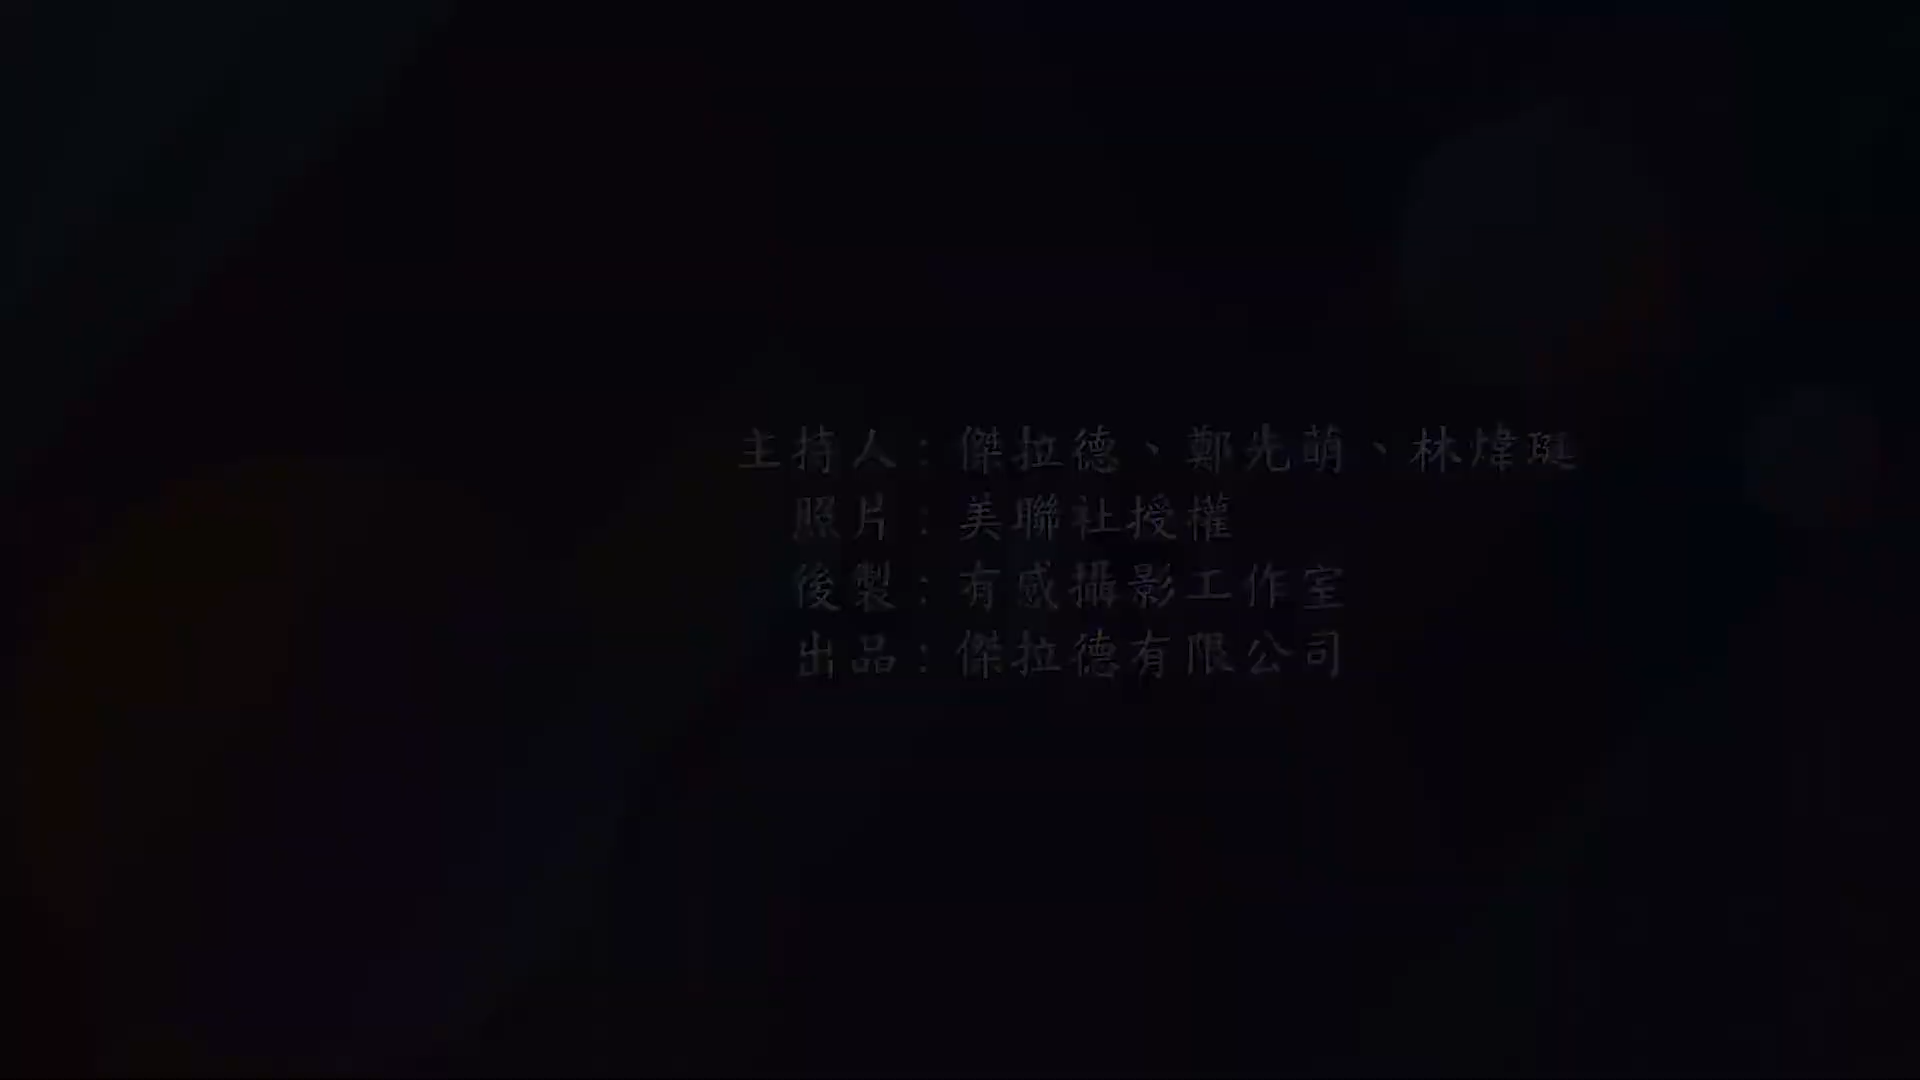 主持人：傑拉德、鄭先萌、林煒珽
照片：美聯社授權
後製：有感攝影工作室
出品：傑拉德有限公司